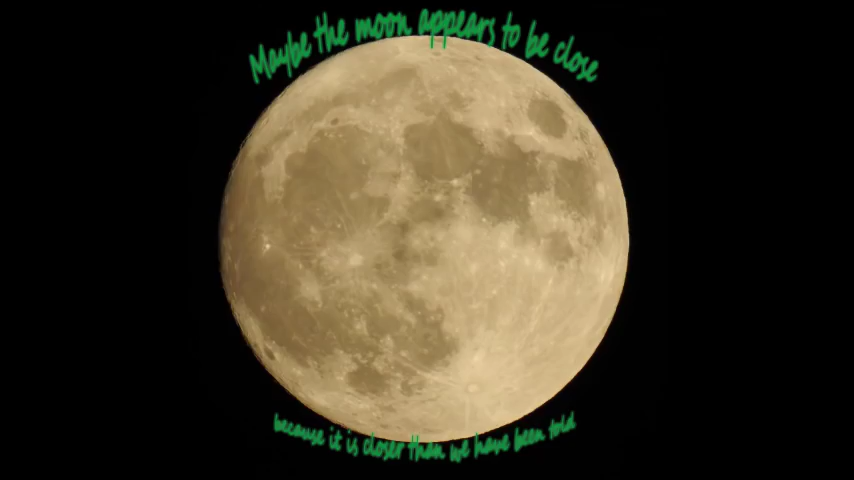 Maybe the moon appears to be close
because it is closer than we have been told